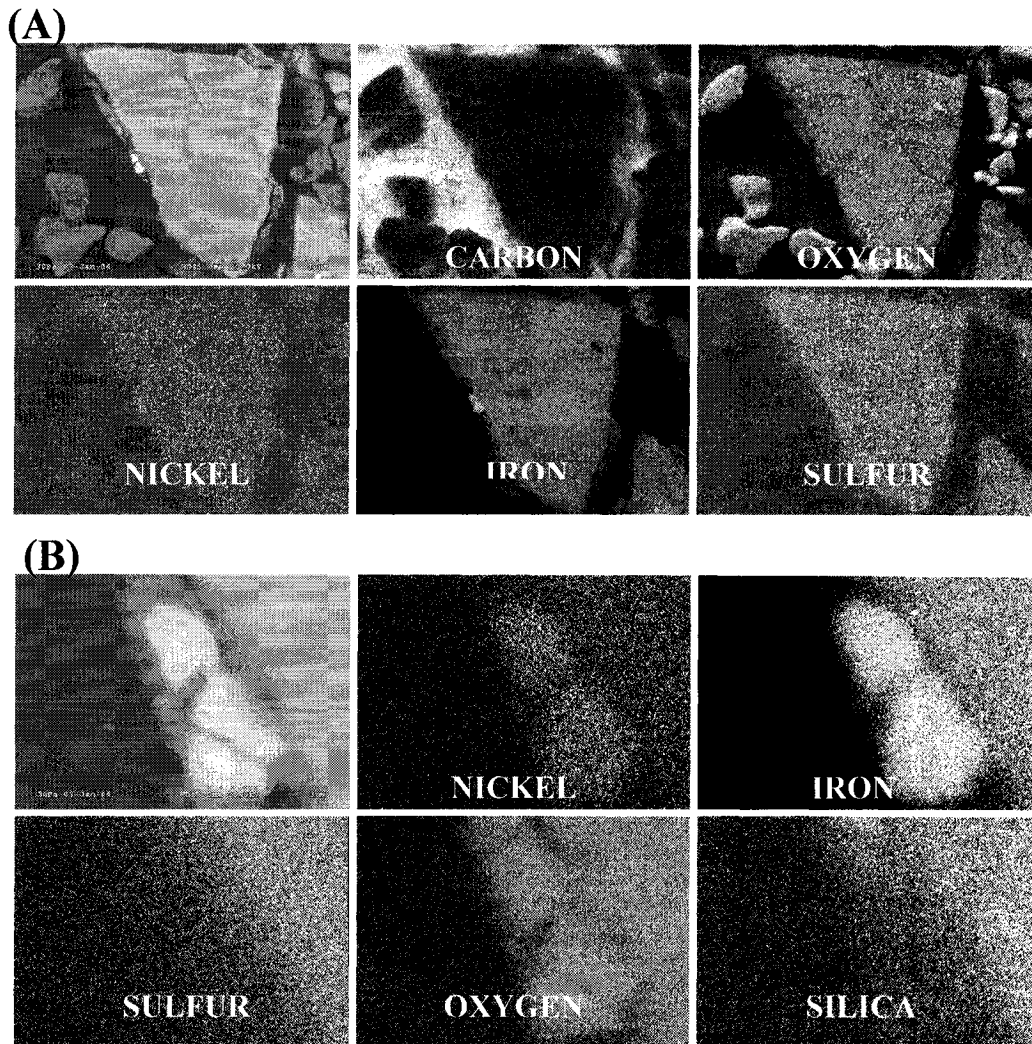 (A)
CARBON OXYGEN
NICKEL IRON SULFUR
(B)
NICKEL IRON
SULFUR OXYGEN SILICA